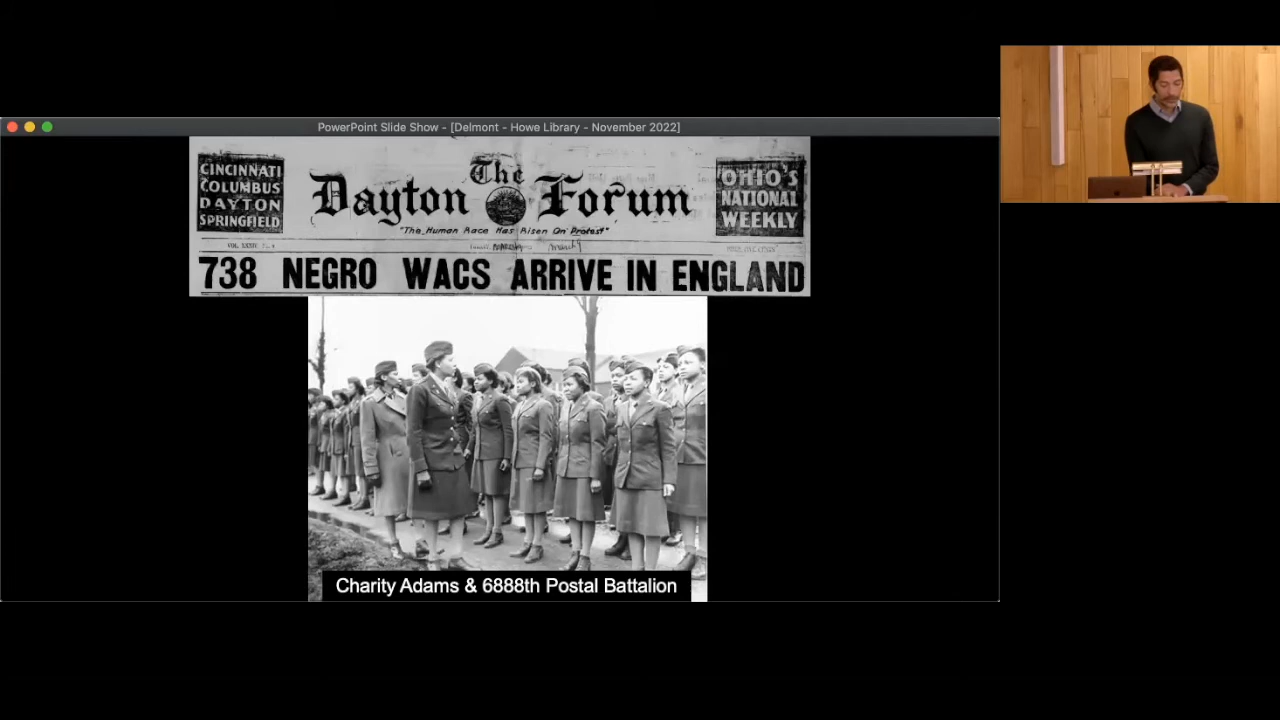 PowerPoint Slide Show - [Delmont - Howe Library - November 2022]
CINCINNATI
COLUMBUS
DAYTON
SPRINGFIELD
The
Dayton Forum
"The Human Race Has Risen On Protest"
OHIO'S
NATIONAL
WEEKLY
738 NEGRO WACS ARRIVE IN ENGLAND
Charity Adams & 6888th Postal Battalion